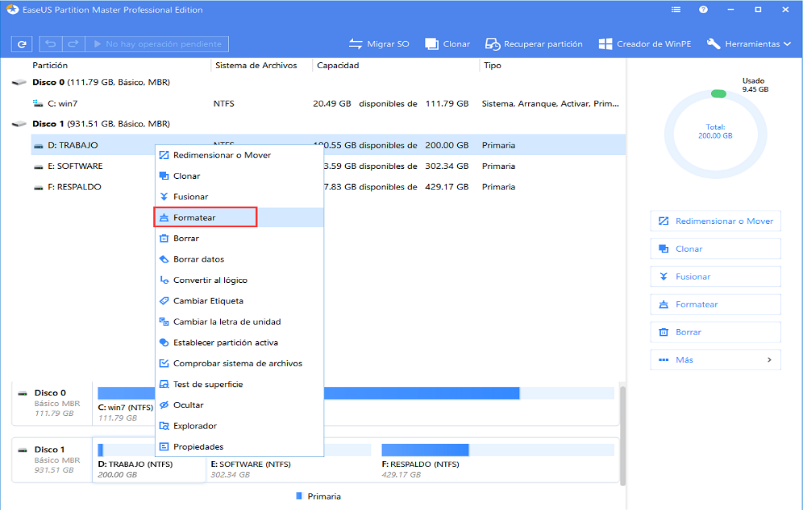 EaseUS Partition Master Professional Edition
No hay operación pendiente
Migrar SO
Clonar
Recuperar partición
Creador de WinPE
Herramientas
Partición Sistema de Archivos Capacidad Tipo
Disco 0 (111.79 GB, Básico, MBR)
C: win7 NTFS 20.49 GB disponibles de 111.79 GB Sistema, Arranque, Activar, Prim...
Disco 1 (931.51 GB, Básico, MBR)
D: TRABAJO NTFS 190.55 GB disponibles de 200.00 GB Primaria
E: SOFTWARE 3.59 GB disponibles de 302.34 GB Primaria
F: RESPALDO 7.83 GB disponibles de 429.17 GB Primaria
Redimensionar o Mover
Clonar
Fusionar
Formatear
Borrar
Borrar datos
Convertir al lógico
Cambiar Etiqueta
Cambiar la letra de unidad
Establecer partición activa
Comprobar sistema de archivos
Test de superficie
Ocultar
Explorador
Propiedades
Usado
9.45 GB
Total:
200.00 GB
Redimensionar o Mover
Clonar
Fusionar
Formatear
Borrar
Más
Disco 0
Básico MBR
111.79 GB
C: win7 (NTFS)
111.79 GB
Disco 1
Básico MBR
931.51 GB
D: TRABAJO (NTFS)
200.00 GB
E: SOFTWARE (NTFS)
302.34 GB
F: RESPALDO (NTFS)
429.17 GB
Primaria